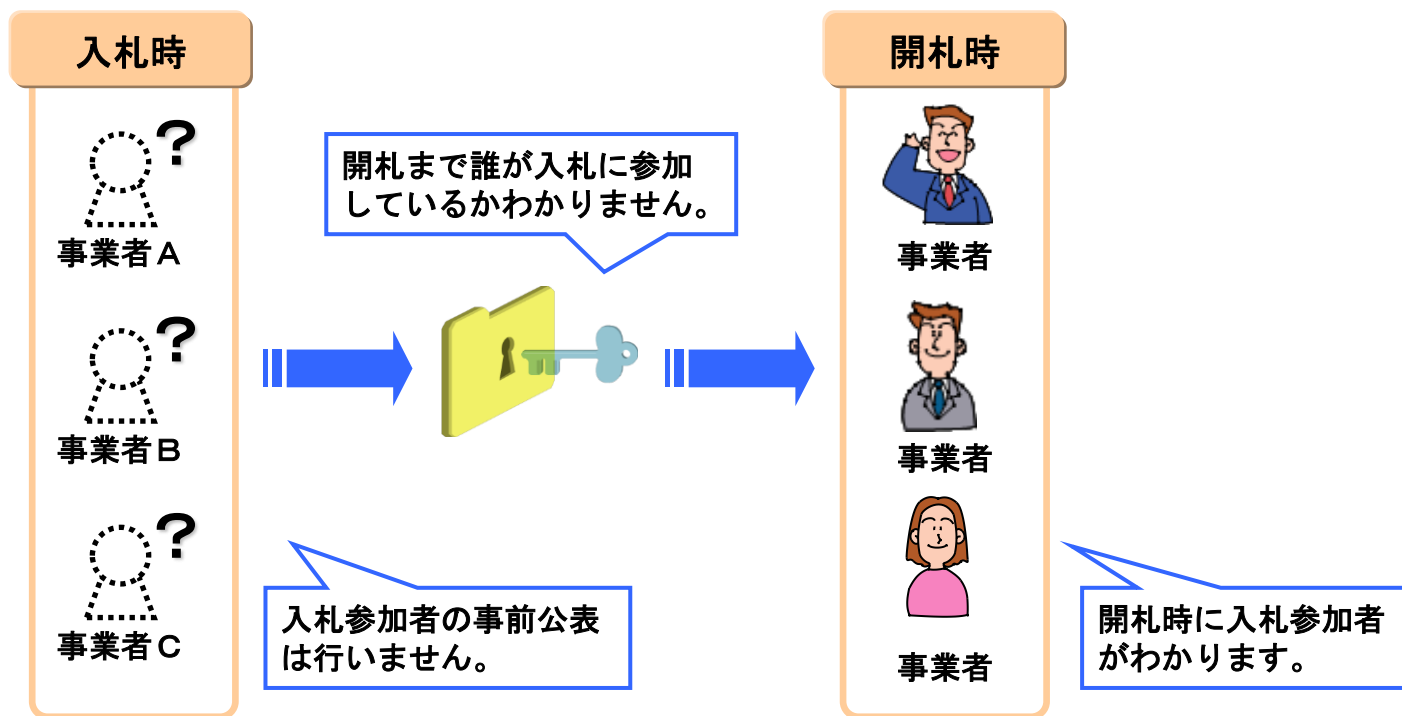 入札時
?
事業者A
?
事業者B
?
事業者C
開札まで誰が入札に参加
しているかわかりません。
入札参加者の事前公表
は行いません。
開札時
事業者
事業者
事業者
開札時に入札参加者
がわかります。